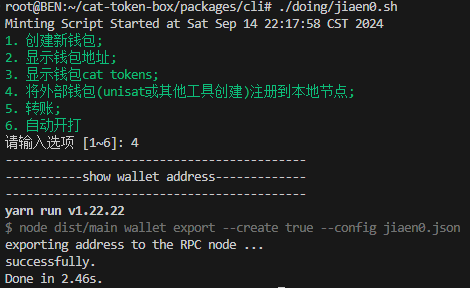 root@BEN:~/cat-token-box/packages/cli# ./doing/jiaen0.sh
Minting Script Started at Sat Sep 14 22:17:58 CST 2024
1. 创建新钱包;
2. 显示钱包地址;
3. 显示钱包cat tokens;
4. 将外部钱包(unisat或其他工具创建)注册到本地节点;
5. 转账;
6. 自动开打
请输入选项 [1~6]: 4
-----------------------------------------
-----------show wallet address-------------
-----------------------------------------
yarn run v1.22.22
$ node dist/main wallet export --create true --config jiaen0.json
exporting address to the RPC node ...
successfully.
Done in 2.46s.